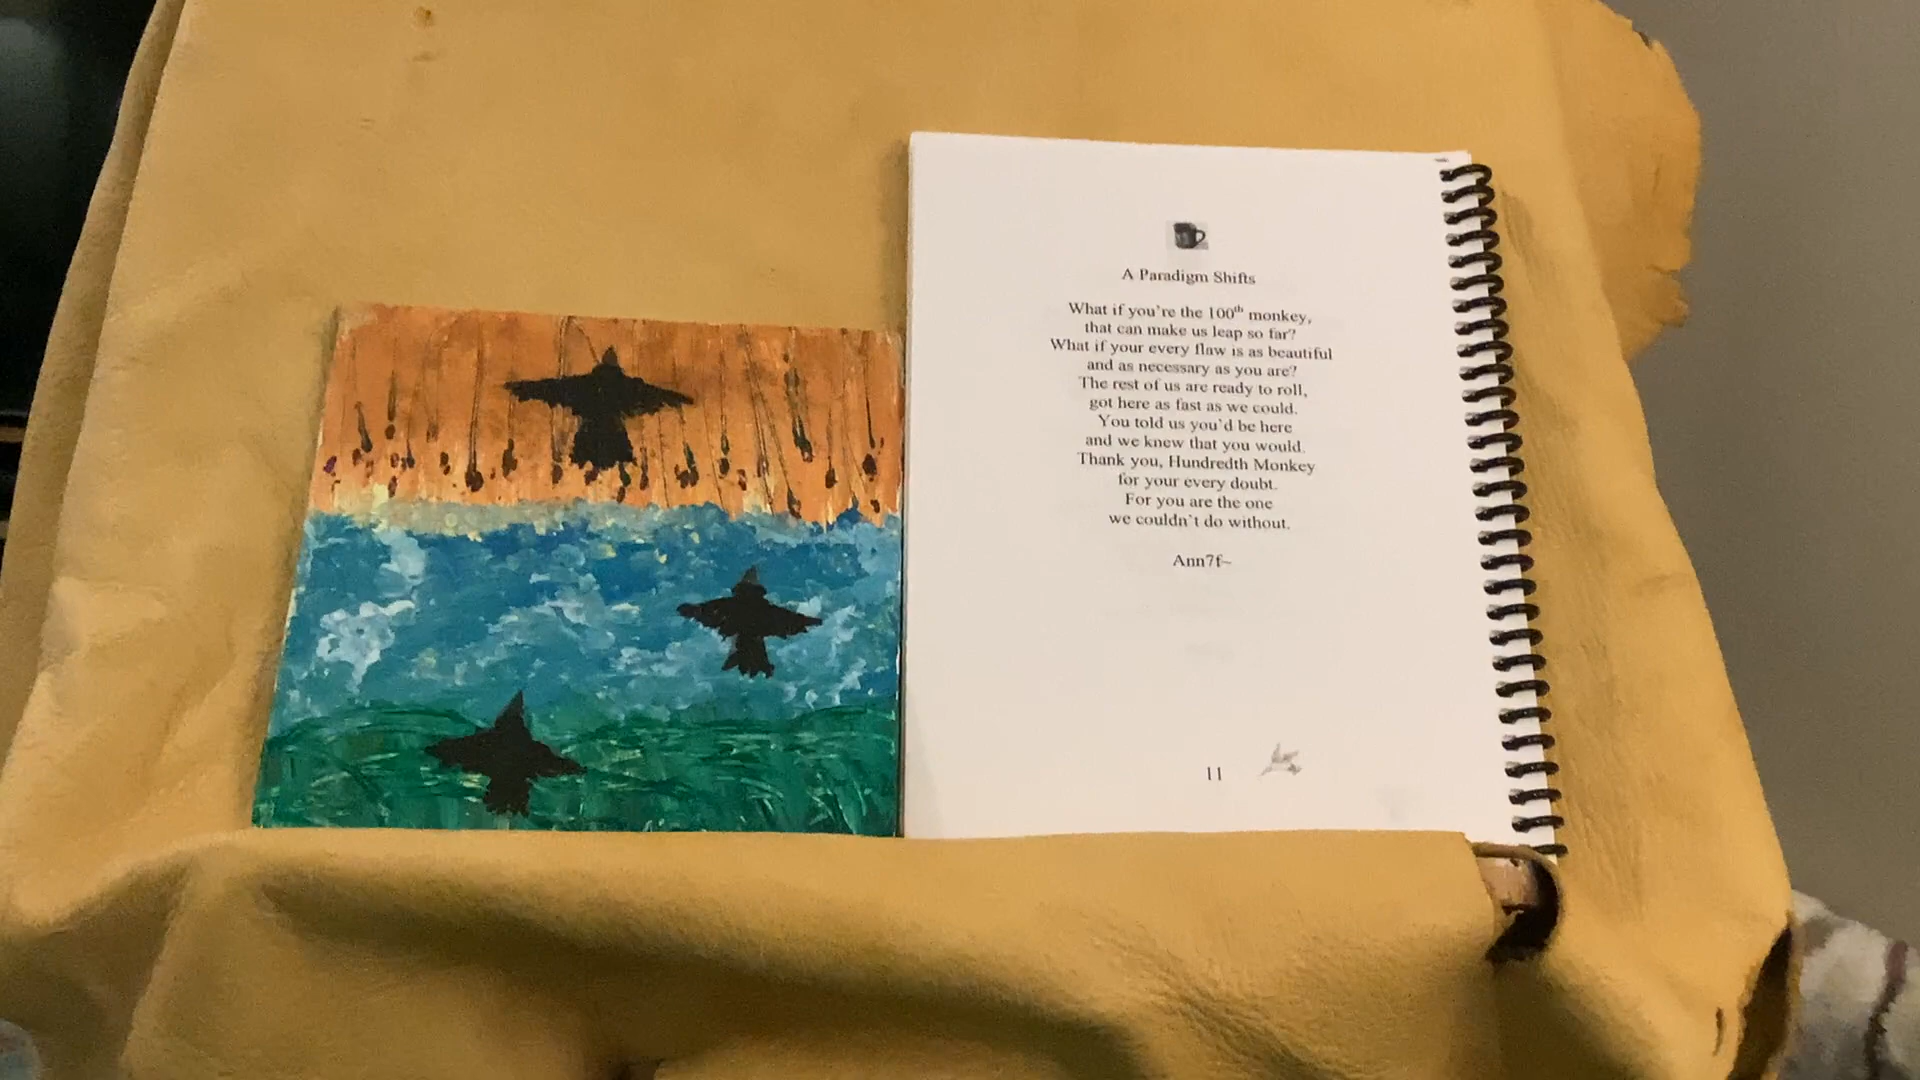 A Paradigm Shifts
What if you're the 100th monkey,
that can make us leap so far?
What if your every flaw is as beautiful
and as necessary as you are?
The rest of us are ready to roll,
got here as fast as we could.
You told us you'd be here
and we knew that you would.
Thank you, Hundredth Monkey
for your every doubt.
For you are the one
we couldn't do without.
Ann7f~
11